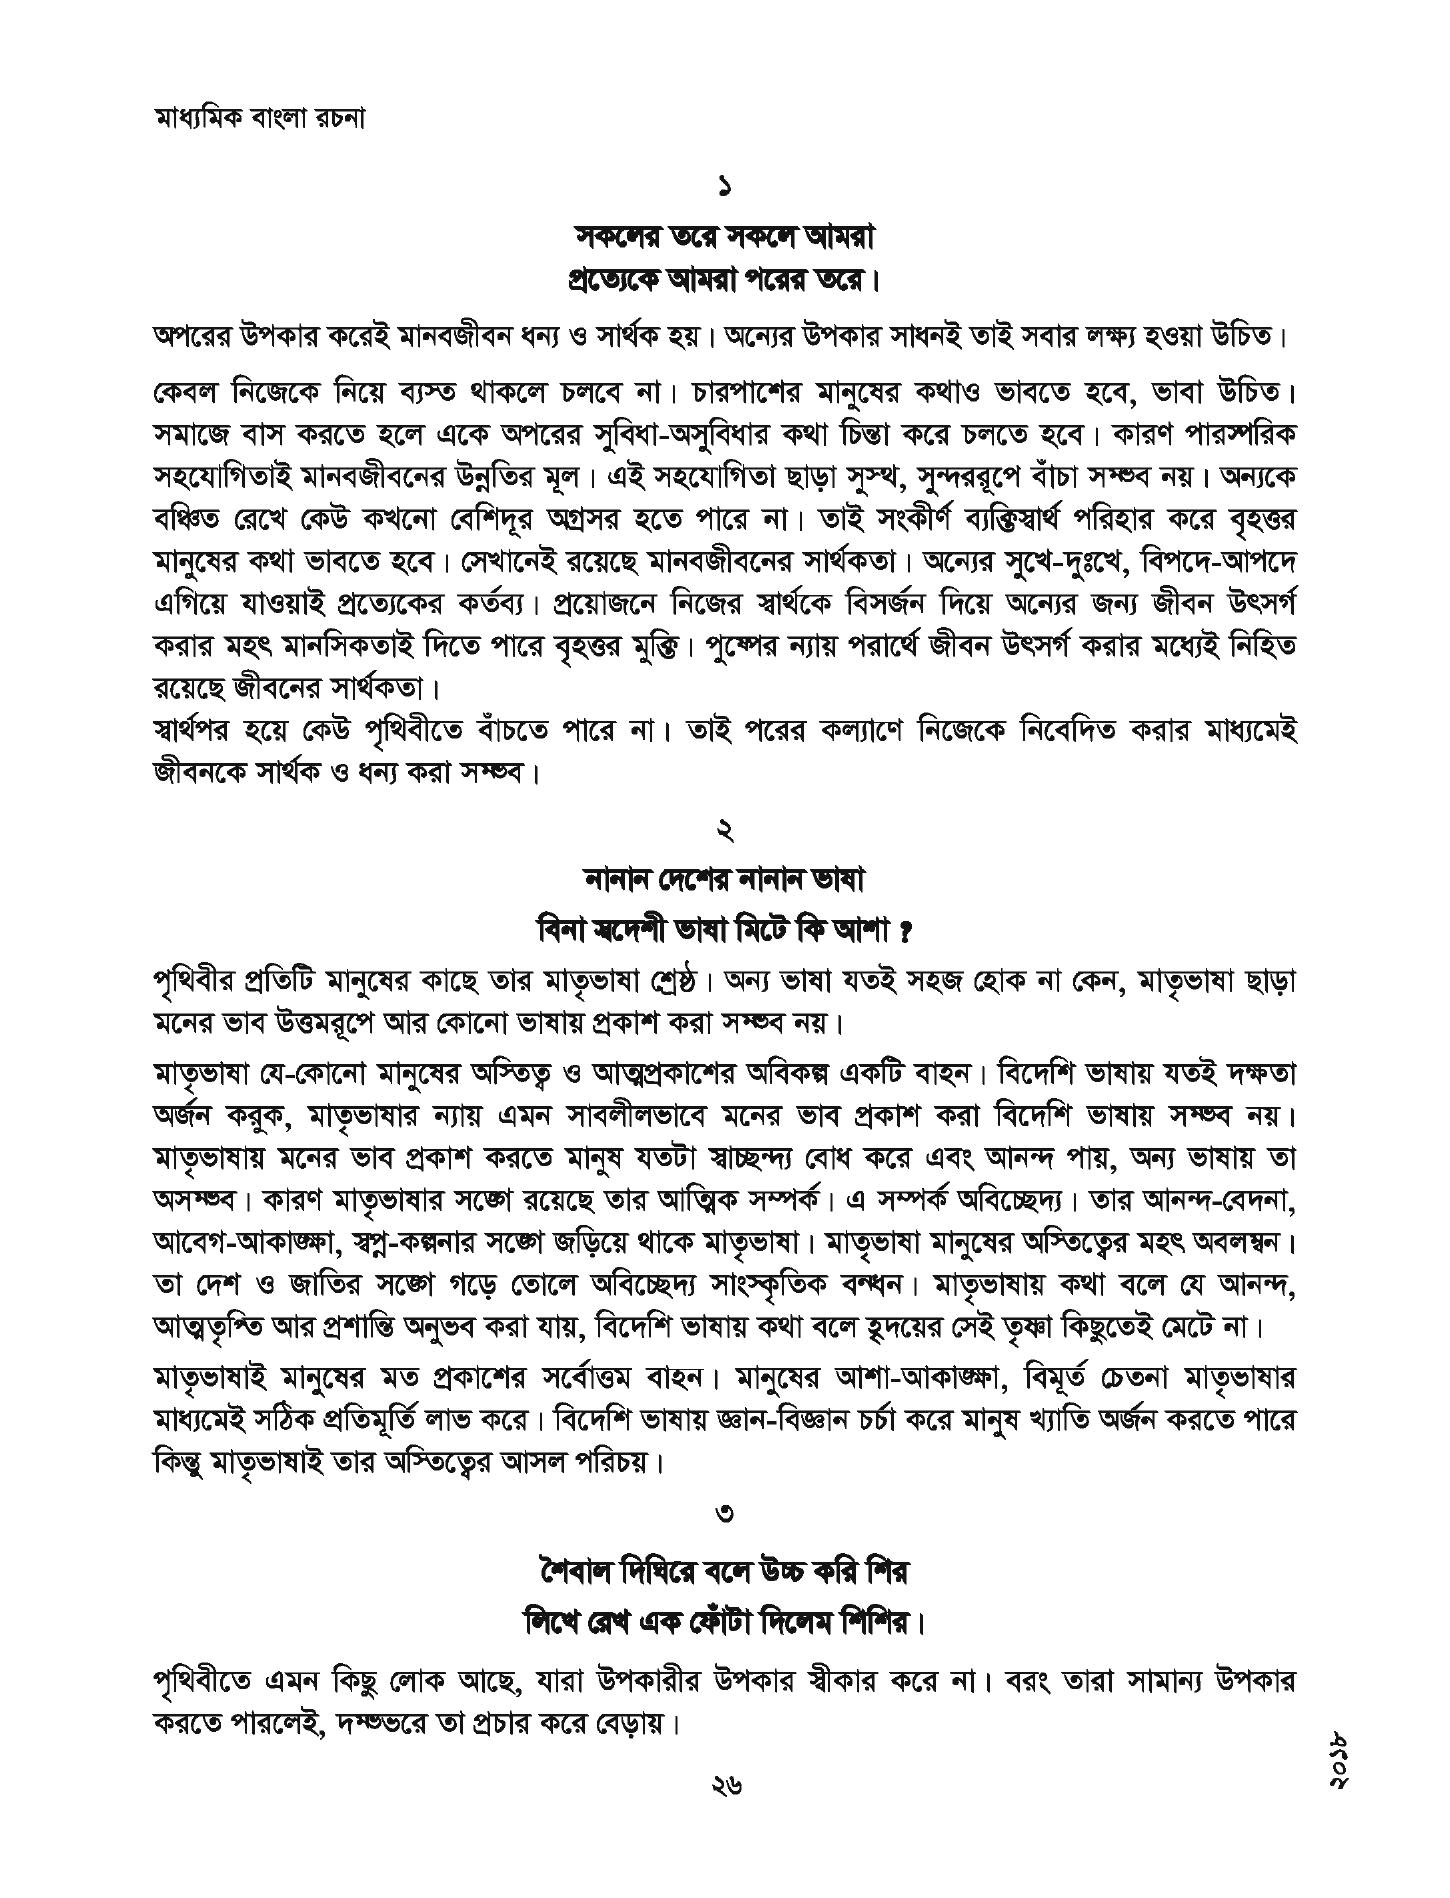 মাধ্যমিক বাংলা রচনা
১
সকলের তরে সকলে আমরা
প্রত্যেকে আমরা পরের তরে।
অপরের উপকার করেই মানবজীবন ধন্য ও সার্থক হয়। অন্যের উপকার সাধনই তাই সবার লক্ষ্য হওয়া উচিত।
কেবল নিজেকে নিয়ে ব্যস্ত থাকলে চলবে না। চারপাশের মানুষের কথাও ভাবতে হবে, ভাবা উচিত।
সমাজে বাস করতে হলে একে অপরের সুবিধা-অসুবিধার কথা চিন্তা করে চলতে হবে। কারণ পারস্পরিক
সহযোগিতাই মানবজীবনের উন্নতির মূল। এই সহযোগিতা ছাড়া সুস্থ, সুন্দররূপে বাঁচা সম্ভব নয়। অন্যকে
বঞ্চিত রেখে কেউ কখনো বেশিদূর অগ্রসর হতে পারে না। তাই সংকীর্ণ ব্যক্তিস্বার্থ পরিহার করে বৃহত্তর
মানুষের কথা ভাবতে হবে। সেখানেই রয়েছে মানবজীবনের সার্থকতা। অন্যের সুখে-দুঃখে, বিপদে-আপদে
এগিয়ে যাওয়াই প্রত্যেকের কর্তব্য। প্রয়োজনে নিজের স্বার্থকে বিসর্জন দিয়ে অন্যের জন্য জীবন উৎসর্গ
করার মহৎ মানসিকতাই দিতে পারে বৃহত্তর মুক্তি। পুষ্পের ন্যায় পরার্থে জীবন উৎসর্গ করার মধ্যেই নিহিত
রয়েছে জীবনের সার্থকতা।
স্বার্থপর হয়ে কেউ পৃথিবীতে বাঁচতে পারে না। তাই পরের কল্যাণে নিজেকে নিবেদিত করার মাধ্যমেই
জীবনকে সার্থক ও ধন্য করা সম্ভব।
২
নানান দেশের নানান ভাষা
বিনা স্বদেশী ভাষা মিটে কি আশা ?
পৃথিবীর প্রতিটি মানুষের কাছে তার মাতৃভাষা শ্রেষ্ঠ। অন্য ভাষা যতই সহজ হোক না কেন, মাতৃভাষা ছাড়া
মনের ভাব উত্তমরূপে আর কোনো ভাষায় প্রকাশ করা সম্ভব নয়।
মাতৃভাষা যে-কোনো মানুষের অস্তিত্ব ও আত্মপ্রকাশের অবিকল্প একটি বাহন। বিদেশি ভাষায় যতই দক্ষতা
অর্জন করুক, মাতৃভাষার ন্যায় এমন সাবলীলভাবে মনের ভাব প্রকাশ করা বিদেশি ভাষায় সম্ভব নয়।
মাতৃভাষায় মনের ভাব প্রকাশ করতে মানুষ যতটা স্বাচ্ছন্দ্য বোধ করে এবং আনন্দ পায়, অন্য ভাষায় তা
অসম্ভব। কারণ মাতৃভাষার সঙ্গে রয়েছে তার আত্মিক সম্পর্ক। এ সম্পর্ক অবিচ্ছেদ্য। তার আনন্দ-বেদনা,
আবেগ-আকাঙ্ক্ষা, স্বপ্ন-কল্পনার সঙ্গে জড়িয়ে থাকে মাতৃভাষা। মাতৃভাষা মানুষের অস্তিত্বের মহৎ অবলম্বন।
তা দেশ ও জাতির সঙ্গে গড়ে তোলে অবিচ্ছেদ্য সাংস্কৃতিক বন্ধন। মাতৃভাষায় কথা বলে যে আনন্দ,
আত্মতৃপ্তি আর প্রশান্তি অনুভব করা যায়, বিদেশি ভাষায় কথা বলে হৃদয়ের সেই তৃষ্ণা কিছুতেই মেটে না।
মাতৃভাষাই মানুষের মত প্রকাশের সর্বোত্তম বাহন। মানুষের আশা-আকাঙ্ক্ষা, বিমূর্ত চেতনা মাতৃভাষার
মাধ্যমেই সঠিক প্রতিমূর্তি লাভ করে। বিদেশি ভাষায় জ্ঞান-বিজ্ঞান চর্চা করে মানুষ খ্যাতি অর্জন করতে পারে
কিন্তু মাতৃভাষাই তার অস্তিত্বের আসল পরিচয়।
৩
শৈবাল দিঘিরে বলে উচ্চ করি শির
লিখে রেখ এক ফোঁটা দিলেম শিশির।
পৃথিবীতে এমন কিছু লোক আছে, যারা উপকারীর উপকার স্বীকার করে না। বরং তারা সামান্য উপকার
করতে পারলেই, দম্ভভরে তা প্রচার করে বেড়ায়।
২৬
২০১৮